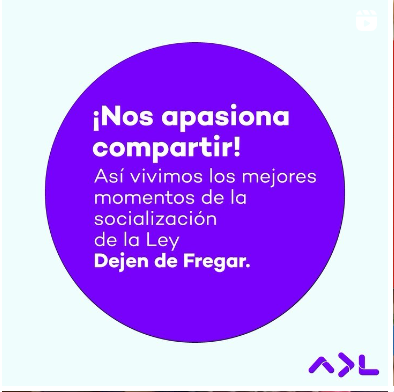 ¡Nos apasiona
compartir!
Así vivimos los mejores
momentos de la
socialización
de la Ley
Dejen de Fregar.
ADL